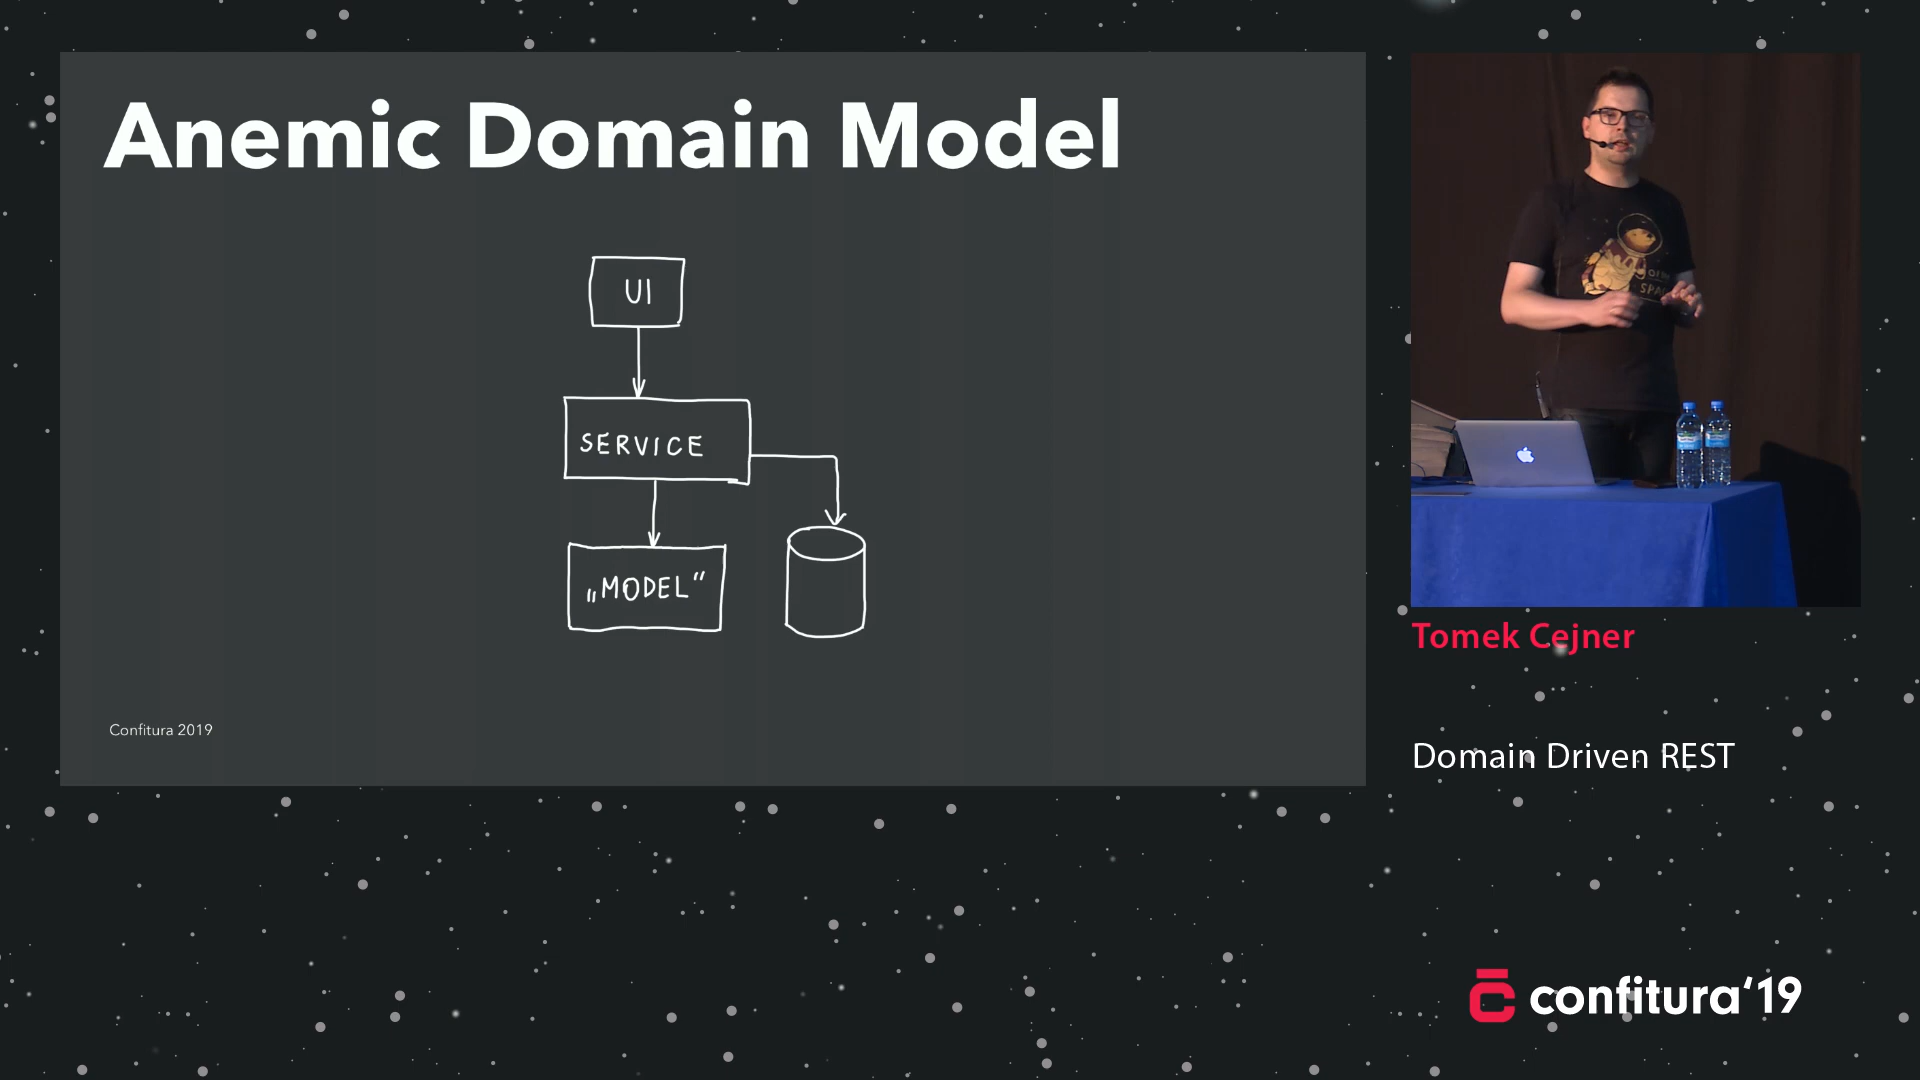 Anemic Domain Model
UI
SERVICE
„MODEL”
Confitura 2019
Tomek Cejner
Domain Driven REST
confitura‘19